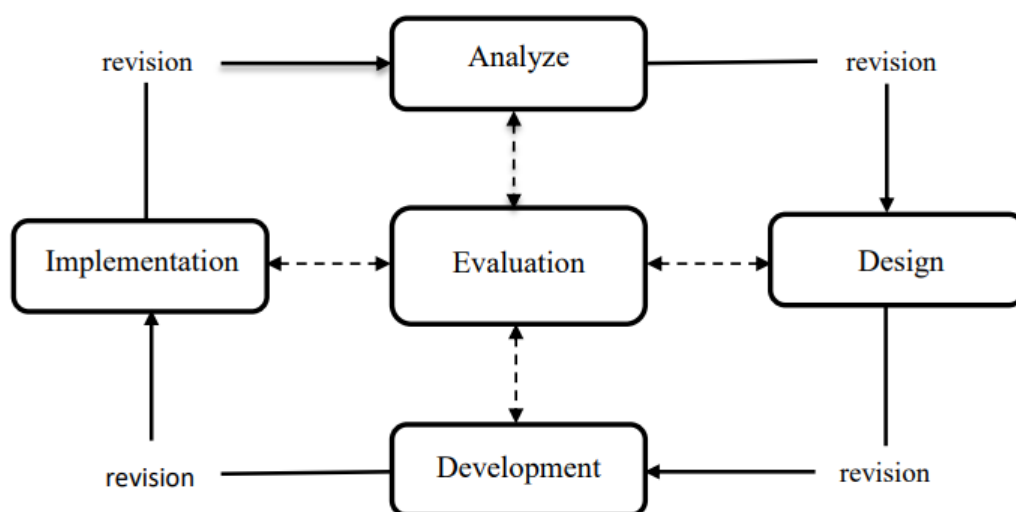 revision
Analyze
revision
Implementation
Evaluation
Design
revision
Development
revision